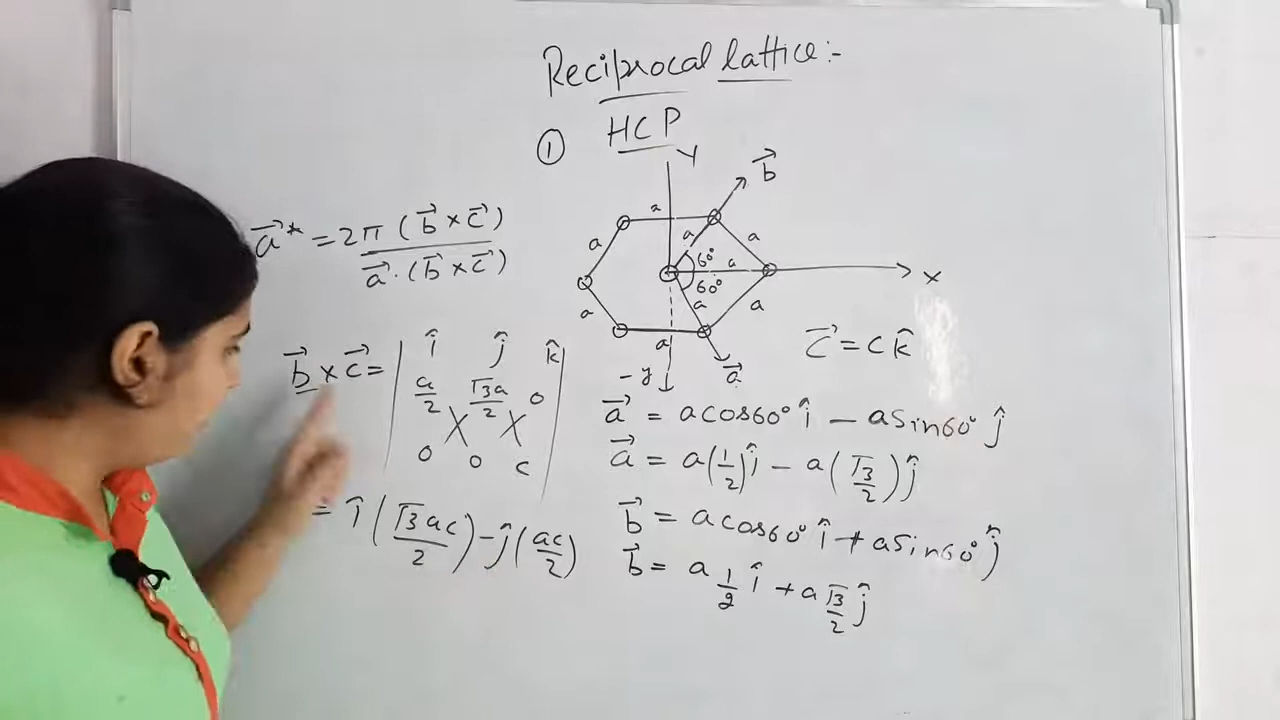 Reciprocal lattice :-
① HCP
Y
b⃗
a
a a a
60°
a
x
60°
a a a
a
-y
a⃗
c⃗ = c k̂
a⃗* = 2π (b⃗ × c⃗)
a⃗ · (b⃗ × c⃗)
b⃗ × c⃗ = | î ĵ k̂ |
a/2 √3a/2 0
0 0 c
= î (√3ac/2) - ĵ (ac/2)
a⃗ = a cos60° î - a sin60° ĵ
a⃗ = a(1/2) î - a(√3/2) ĵ
b⃗ = a cos60° î + a sin60° ĵ
b⃗ = a 1/2 î + a √3/2 ĵ